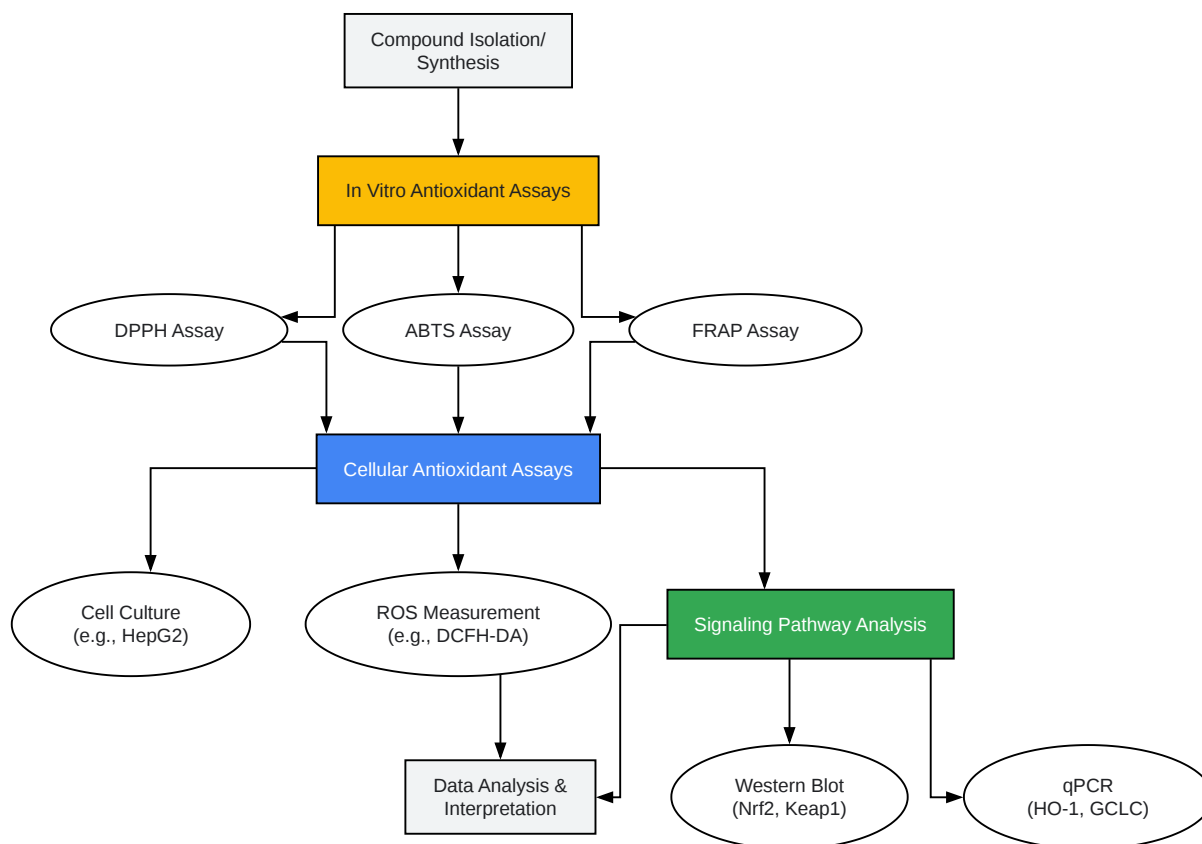 Compound Isolation/
Synthesis
In Vitro Antioxidant Assays
DPPH Assay
ABTS Assay
FRAP Assay
Cellular Antioxidant Assays
Cell Culture
(e.g., HepG2)
ROS Measurement
(e.g., DCFH-DA)
Signaling Pathway Analysis
Data Analysis &
Interpretation
Western Blot
(Nrf2, Keap1)
qPCR
(HO-1, GCLC)